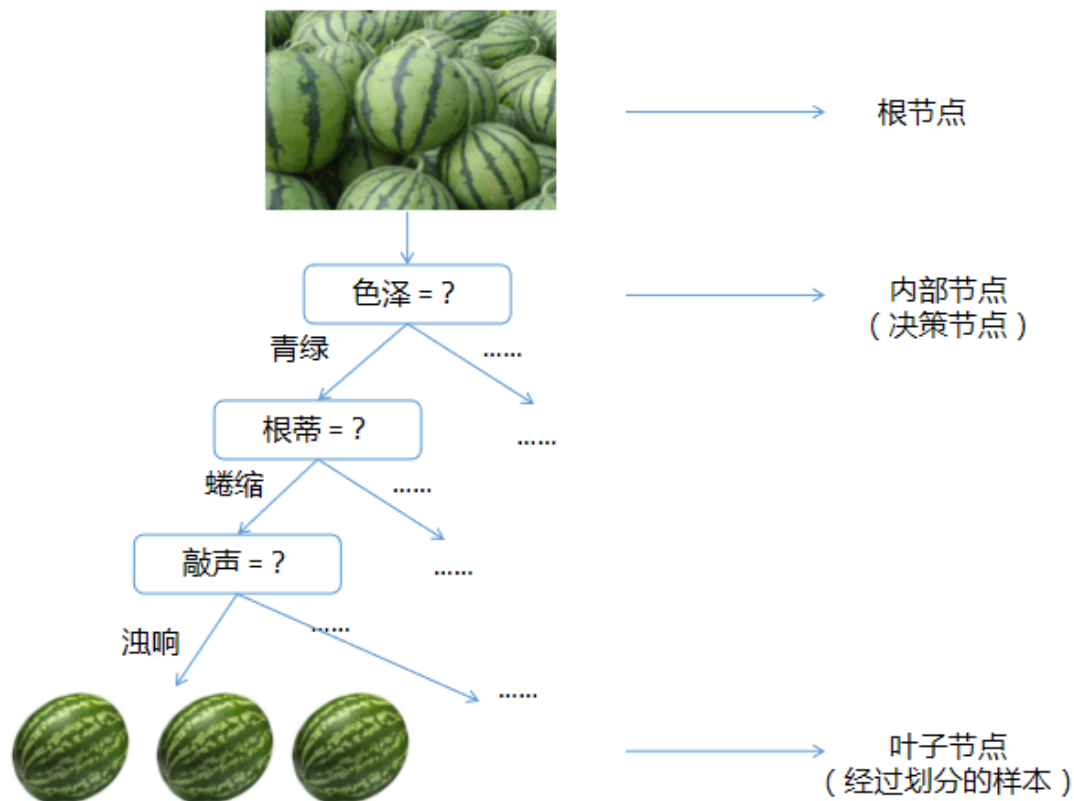 根节点
色泽 = ?
内部节点
( 决策节点 )
青绿
……
根蒂 = ?
……
蜷缩
……
敲声 = ?
……
浊响
……
……
叶子节点
( 经过划分的样本 )